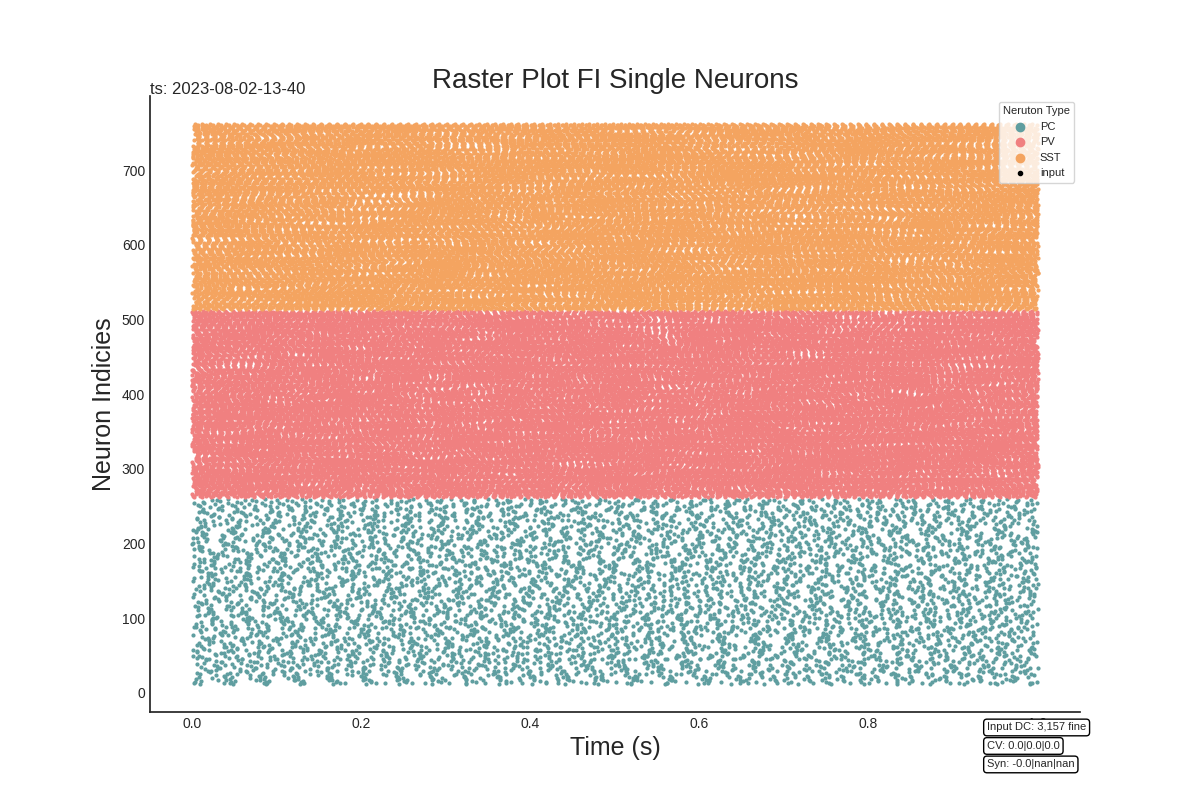 Raster Plot FI Single Neurons
ts: 2023-08-02-13-40
Neruton Type
PC
PV
SST
input
Neuron Indicies
700
600
500
400
300
200
100
0
0.0 0.2 0.4 0.6 0.8
Time (s)
Input DC: 3,157 fine
CV: 0.0|0.0|0.0
Syn: -0.0|nan|nan